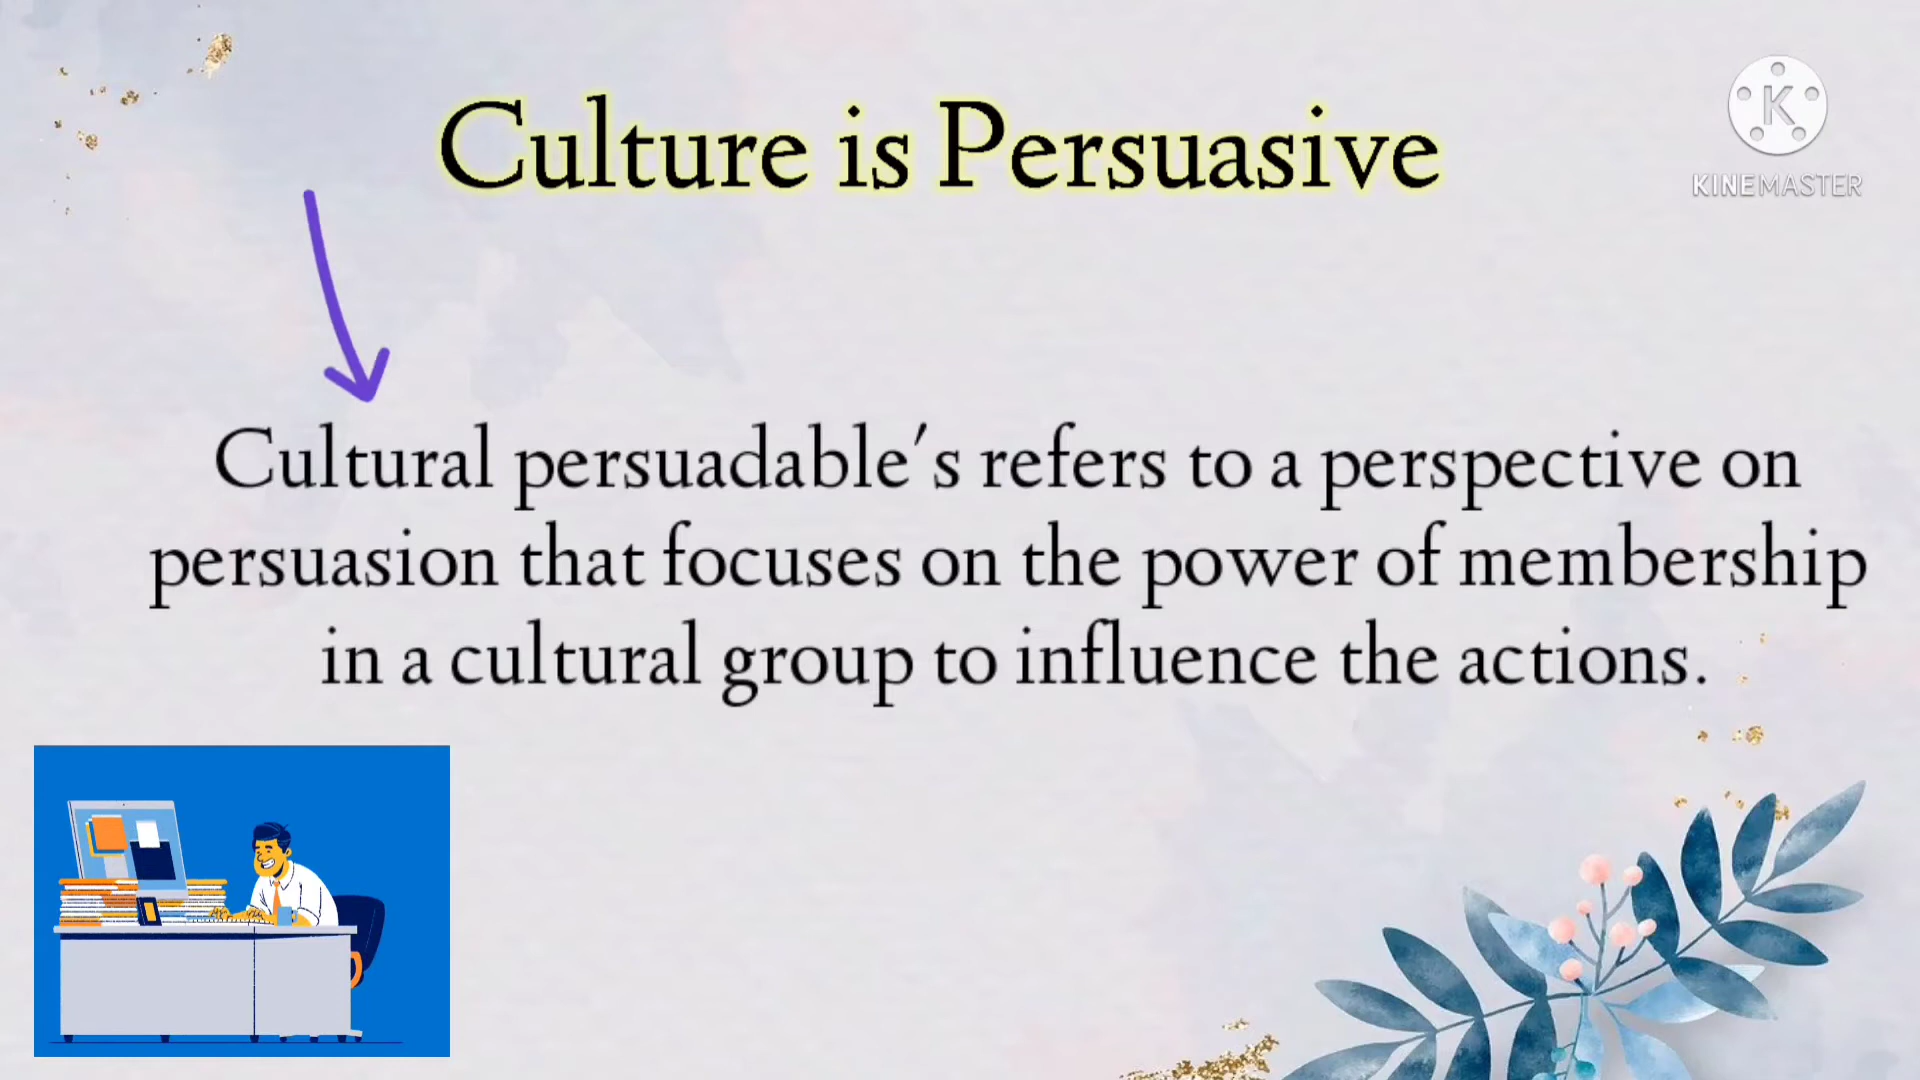 Culture is Persuasive
K
KINEMASTER
Cultural persuadable's refers to a perspective on
persuasion that focuses on the power of membership
in a cultural group to influence the actions.